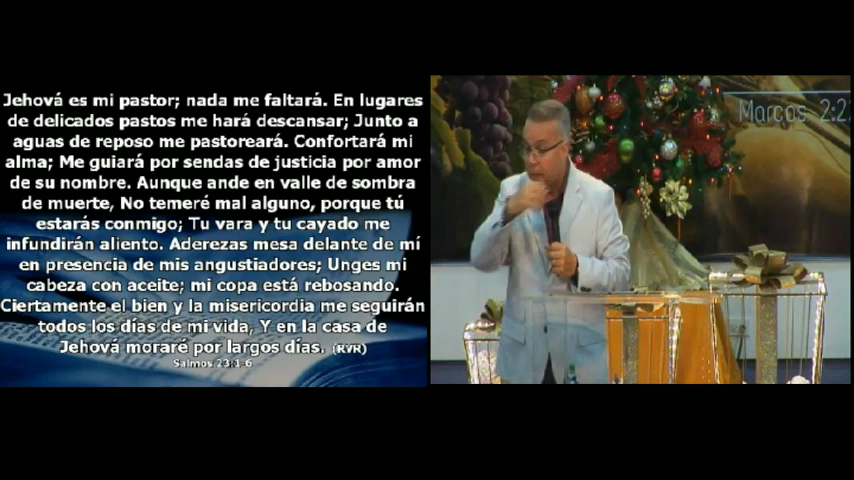 Jehová es mi pastor; nada me faltará. En lugares
de delicados pastos me hará descansar; Junto a
aguas de reposo me pastoreará. Confortará mi
alma; Me guiará por sendas de justicia por amor
de su nombre. Aunque ande en valle de sombra
de muerte, No temeré mal alguno, porque tú
estarás conmigo; Tu vara y tu cayado me
infundirán aliento. Aderezas mesa delante de mí
en presencia de mis angustiadores; Unges mi
cabeza con aceite; mi copa está rebosando.
Ciertamente el bien y la misericordia me seguirán
todos los días de mi vida, Y en la casa de
Jehová moraré por largos días. (RVR)
Salmos 23:1-6
Marcos